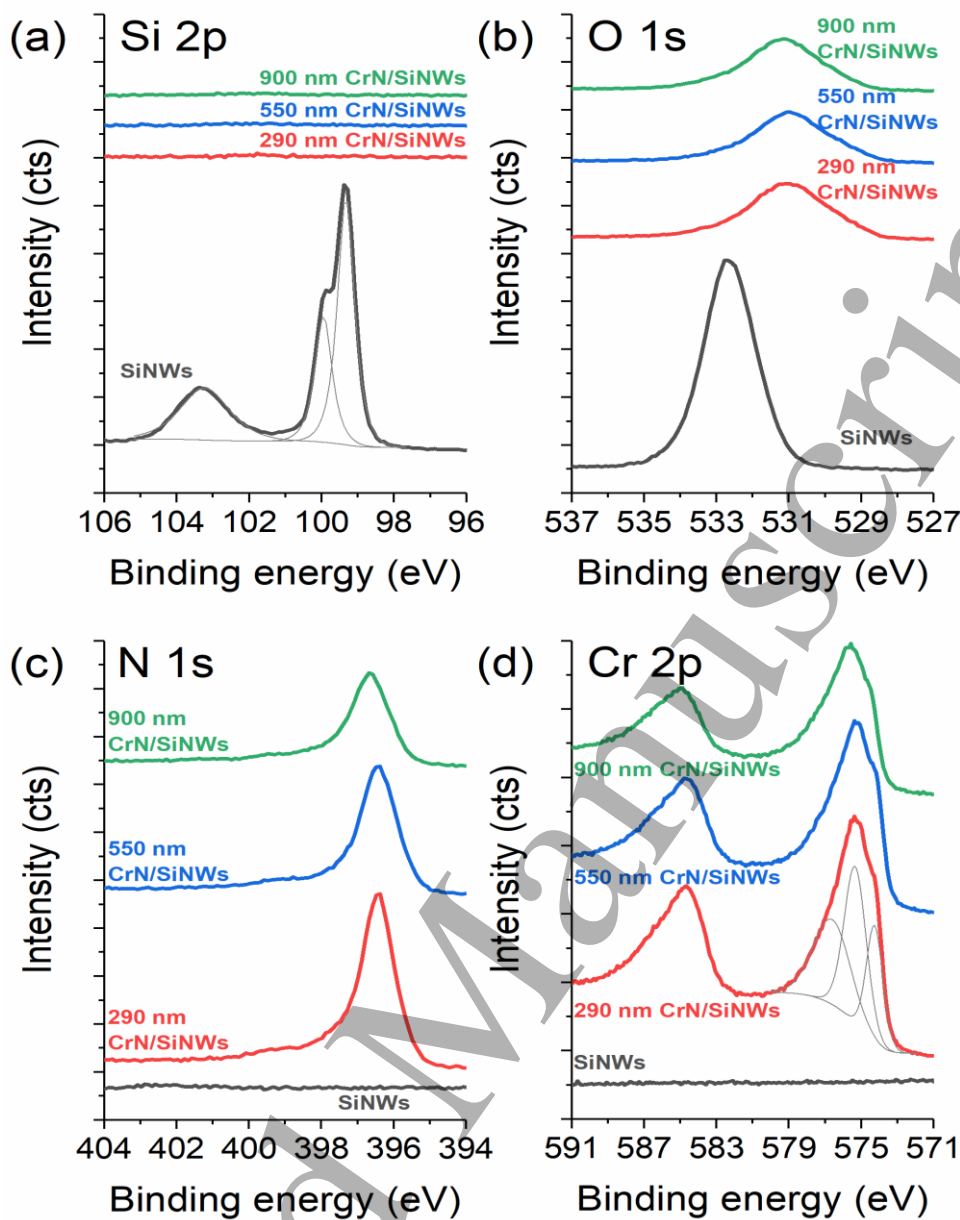 (a) Si 2p
900 nm CrN/SiNWs
550 nm CrN/SiNWs
290 nm CrN/SiNWs
SiNWs
Intensity (cts)
106 104 102 100 98 96
Binding energy (eV)
(b) O 1s
900 nm
CrN/SiNWs
550 nm
CrN/SiNWs
290 nm
CrN/SiNWs
SiNWs
Intensity (cts)
537 535 533 531 529 527
Binding energy (eV)
(c) N 1s
900 nm
CrN/SiNWs
550 nm
CrN/SiNWs
290 nm
CrN/SiNWs
SiNWs
Intensity (cts)
404 402 400 398 396 394
Binding energy (eV)
(d) Cr 2p
900 nm CrN/SiNWs
550 nm CrN/SiNWs
290 nm CrN/SiNWs
SiNWs
Intensity (cts)
591 587 583 579 575 571
Binding energy (eV)
d Manuscrip